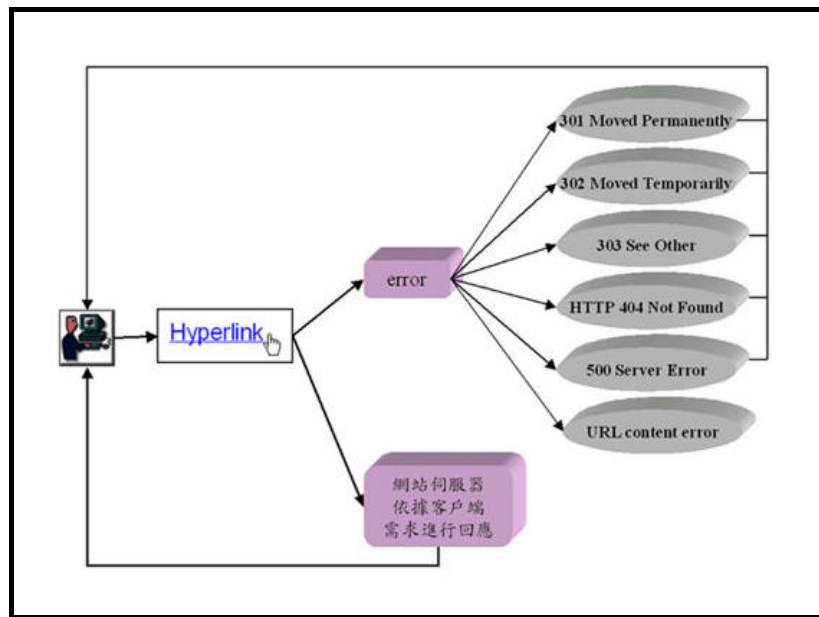 301 Moved Permanently
302 Moved Temporarily
303 See Other
error
HTTP 404 Not Found
Hyperlink
500 Server Error
URL content error
網站伺服器
依據客戶端
需求進行回應